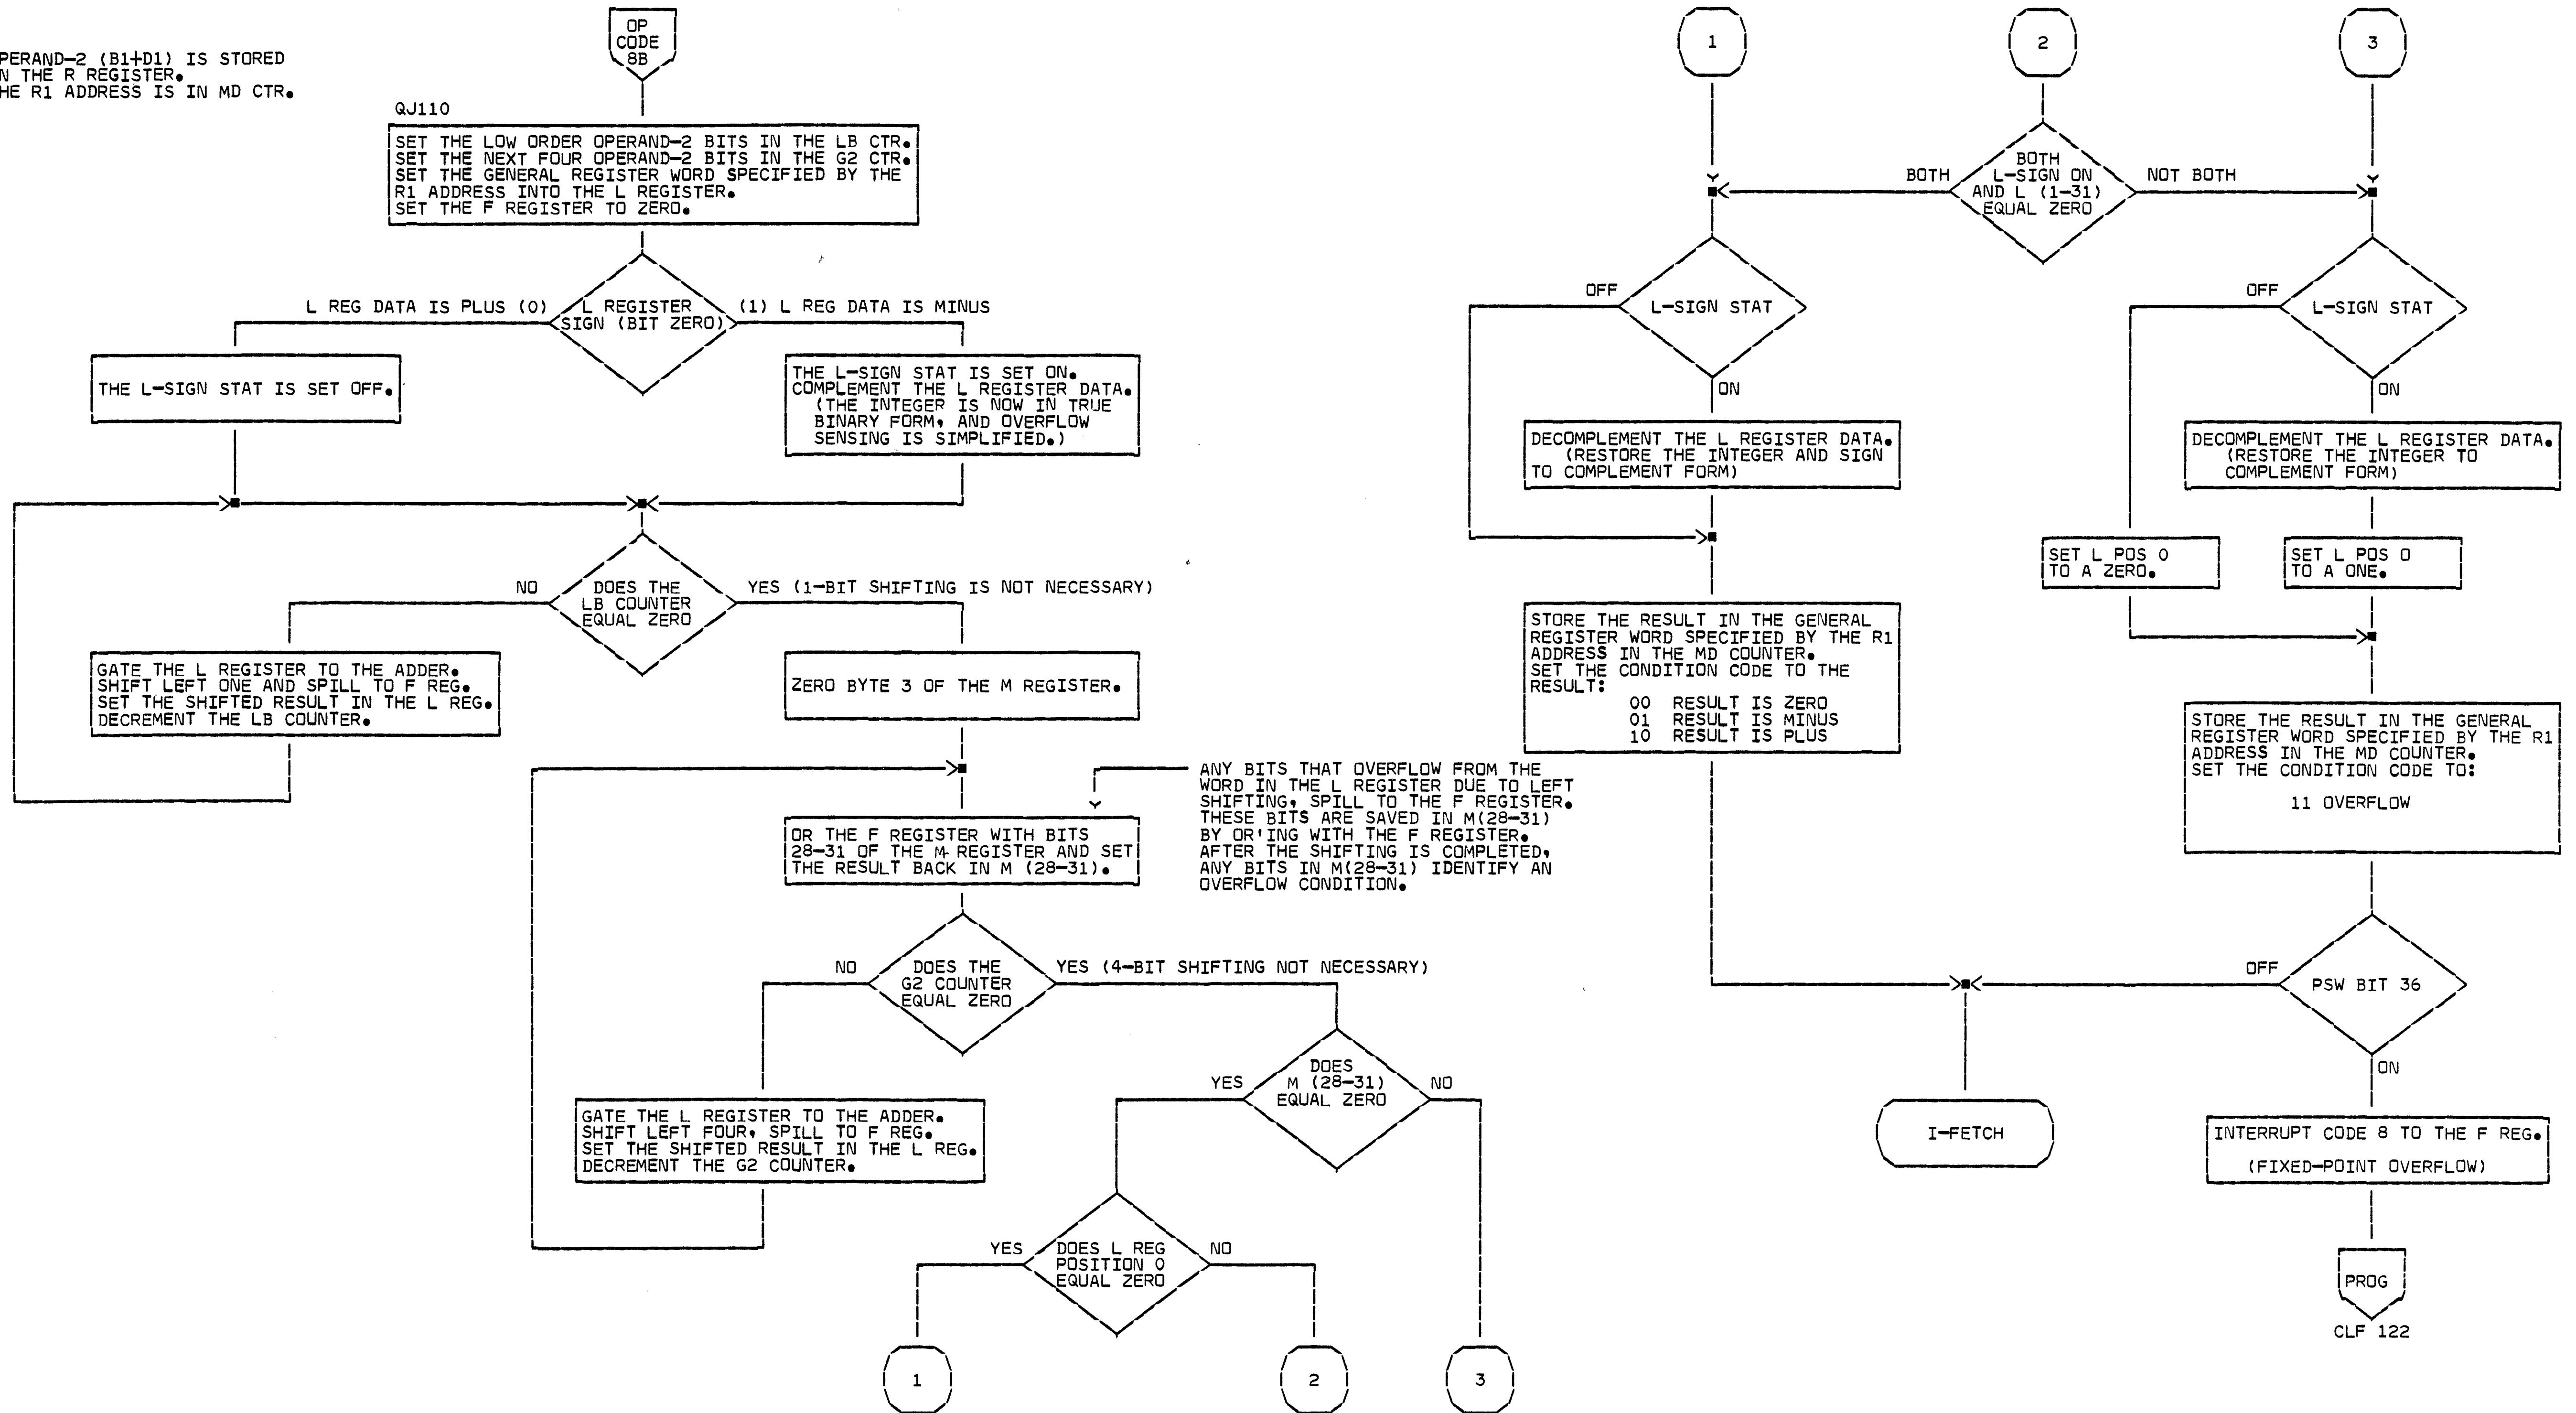 PERAND-2 (B1+D1) IS STORED
N THE R REGISTER.
HE R1 ADDRESS IS IN MD CTR.
OP
CODE
8B
QJ110
SET THE LOW ORDER OPERAND-2 BITS IN THE LB CTR.
SET THE NEXT FOUR OPERAND-2 BITS IN THE G2 CTR.
SET THE GENERAL REGISTER WORD SPECIFIED BY THE
R1 ADDRESS INTO THE L REGISTER.
SET THE F REGISTER TO ZERO.
L REG DATA IS PLUS (0)
L REGISTER
SIGN (BIT ZERO)
(1) L REG DATA IS MINUS
THE L-SIGN STAT IS SET OFF.
THE L-SIGN STAT IS SET ON.
COMPLEMENT THE L REGISTER DATA.
(THE INTEGER IS NOW IN TRUE
BINARY FORM, AND OVERFLOW
SENSING IS SIMPLIFIED.)
NO
DOES THE
LB COUNTER
EQUAL ZERO
YES (1-BIT SHIFTING IS NOT NECESSARY)
GATE THE L REGISTER TO THE ADDER.
SHIFT LEFT ONE AND SPILL TO F REG.
SET THE SHIFTED RESULT IN THE L REG.
DECREMENT THE LB COUNTER.
ZERO BYTE 3 OF THE M REGISTER.
ANY BITS THAT OVERFLOW FROM THE
WORD IN THE L REGISTER DUE TO LEFT
SHIFTING, SPILL TO THE F REGISTER.
THESE BITS ARE SAVED IN M(28-31)
BY OR'ING WITH THE F REGISTER.
AFTER THE SHIFTING IS COMPLETED,
ANY BITS IN M(28-31) IDENTIFY AN
OVERFLOW CONDITION.
OR THE F REGISTER WITH BITS
28-31 OF THE M REGISTER AND SET
THE RESULT BACK IN M (28-31).
NO
DOES THE
G2 COUNTER
EQUAL ZERO
YES (4-BIT SHIFTING NOT NECESSARY)
GATE THE L REGISTER TO THE ADDER.
SHIFT LEFT FOUR, SPILL TO F REG.
SET THE SHIFTED RESULT IN THE L REG.
DECREMENT THE G2 COUNTER.
YES
DOES
M (28-31)
EQUAL ZERO
NO
YES
DOES L REG
POSITION 0
EQUAL ZERO
NO
1
2
3
1
2
3
BOTH
BOTH
L-SIGN ON
AND L (1-31)
EQUAL ZERO
NOT BOTH
OFF
L-SIGN STAT
ON
OFF
L-SIGN STAT
ON
DECOMPLEMENT THE L REGISTER DATA.
(RESTORE THE INTEGER AND SIGN
TO COMPLEMENT FORM)
DECOMPLEMENT THE L REGISTER DATA.
(RESTORE THE INTEGER TO
COMPLEMENT FORM)
SET L POS 0
TO A ZERO.
SET L POS 0
TO A ONE.
STORE THE RESULT IN THE GENERAL
REGISTER WORD SPECIFIED BY THE R1
ADDRESS IN THE MD COUNTER.
SET THE CONDITION CODE TO THE
RESULT:
00 RESULT IS ZERO
01 RESULT IS MINUS
10 RESULT IS PLUS
STORE THE RESULT IN THE GENERAL
REGISTER WORD SPECIFIED BY THE R1
ADDRESS IN THE MD COUNTER.
SET THE CONDITION CODE TO:
11 OVERFLOW
OFF
PSW BIT 36
ON
I-FETCH
INTERRUPT CODE 8 TO THE F REG.
(FIXED-POINT OVERFLOW)
PROG
CLF 122